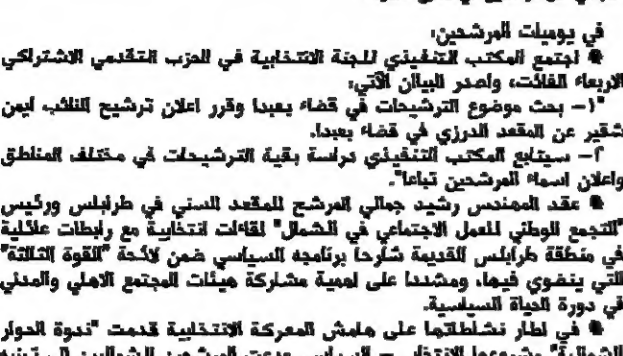 في يوميات المرشحين:
● اجتمع المكتب التنفيذي للجنة الانتخابية في الحزب التقدمي الاشتراكي
الاربعاء الفائت، واصدر البيان الآتي:
"١– بحث موضوع الترشيحات في قضاء بعبدا وقرر اعلان ترشيح النائب ايمن
شقير عن المقعد الدرزي في قضاء بعبدا.
٢– سيتابع المكتب التنفيذي دراسة بقية الترشيحات في مختلف المناطق
واعلان اسماء المرشحين تباعا".
● عقد المهندس رشيد جمالي المرشح للمقعد السني في طرابلس ورئيس
"التجمع الوطني للعمل الاجتماعي في الشمال" لقاءات انتخابية مع رابطات عائلية
في منطقة طرابلس القديمة شارحا برنامجه السياسي ضمن لائحة "القوة الثالثة"
التي ينضوي فيها، ومشددا على اهمية مشاركة هيئات المجتمع الاهلي والمدني
في دورة الحياة السياسية.
● في اطار نشاطاتها على هامش المعركة الانتخابية قدمت "ندوة الحوار